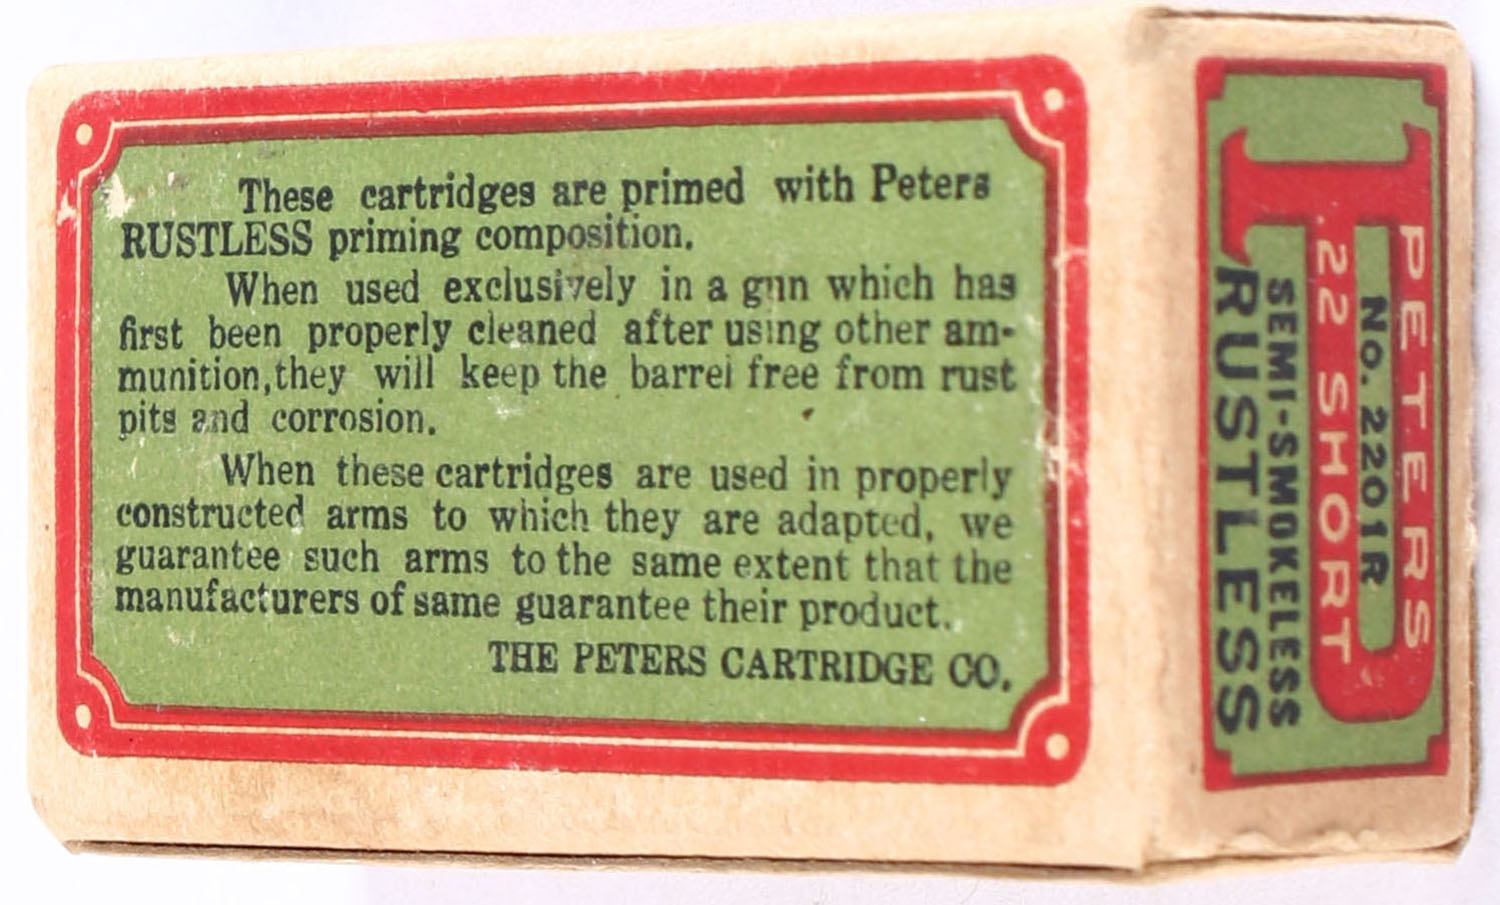 These cartridges are primed with Peters
RUSTLESS priming composition.
When used exclusively in a gun which has
first been properly cleaned after using other am-
munition, they will keep the barrel free from rust
pits and corrosion.
When these cartridges are used in properly
constructed arms to which they are adapted, we
guarantee such arms to the same extent that the
manufacturers of same guarantee their product.
THE PETERS CARTRIDGE CO.
PETERS
No. 2201R
.22 SHORT
SEMI-SMOKELESS
RUSTLESS